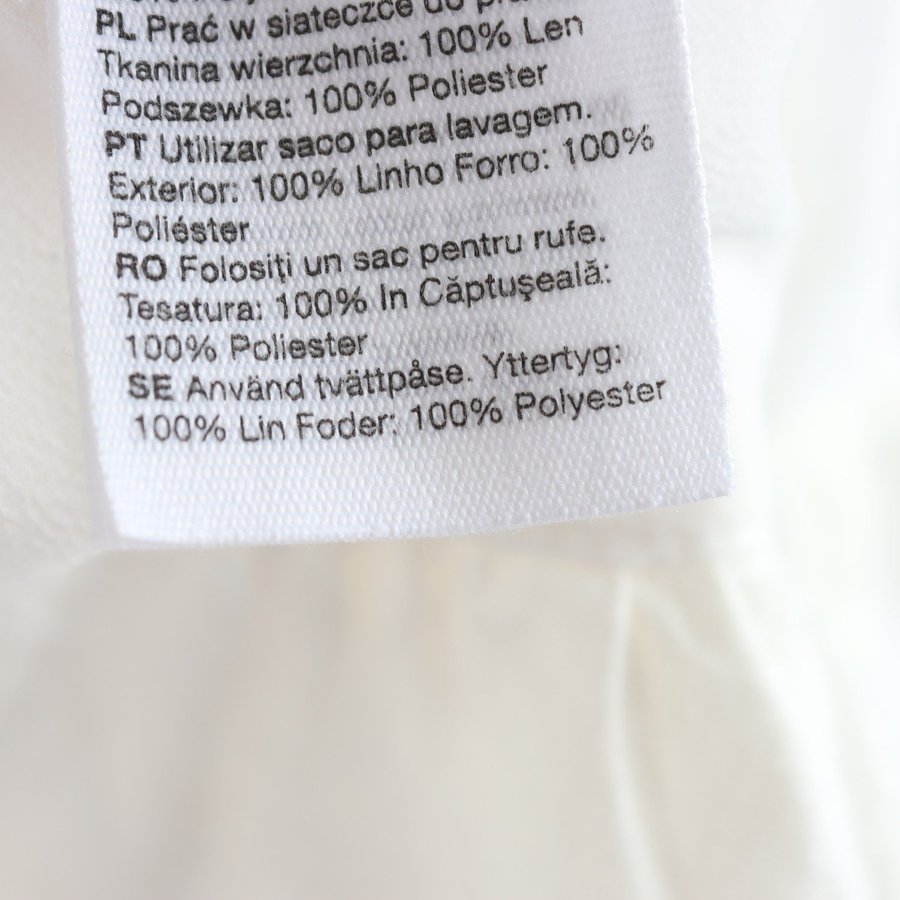 PL Prać w siateczce do
Tkanina wierzchnia: 100% Len
Podszewka: 100% Poliester
PT Utilizar saco para lavagem.
Exterior: 100% Linho Forro: 100%
Poliéster
RO Folosiți un sac pentru rufe.
Tesatura: 100% In Căptuşeală:
100% Poliester
SE Använd tvättpåse. Yttertyg:
100% Lin Foder: 100% Polyester